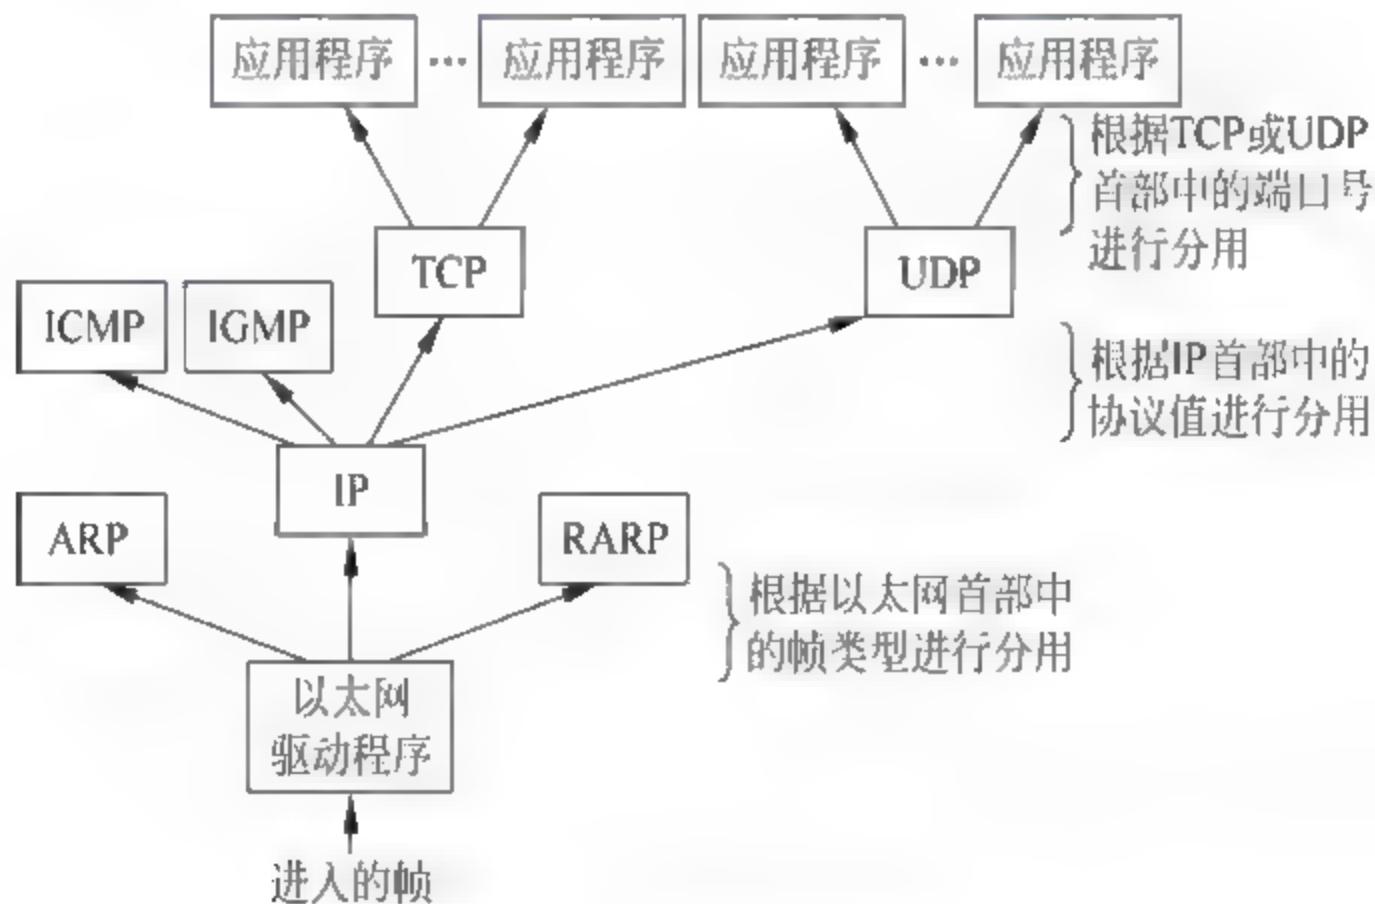 应用程序 … 应用程序 应用程序 … 应用程序
根据TCP或UDP
首部中的端口号
进行分用
TCP
UDP
ICMP
IGMP
根据IP首部中的
协议值进行分用
IP
ARP
RARP
根据以太网首部中
的帧类型进行分用
以太网
驱动程序
进入的帧